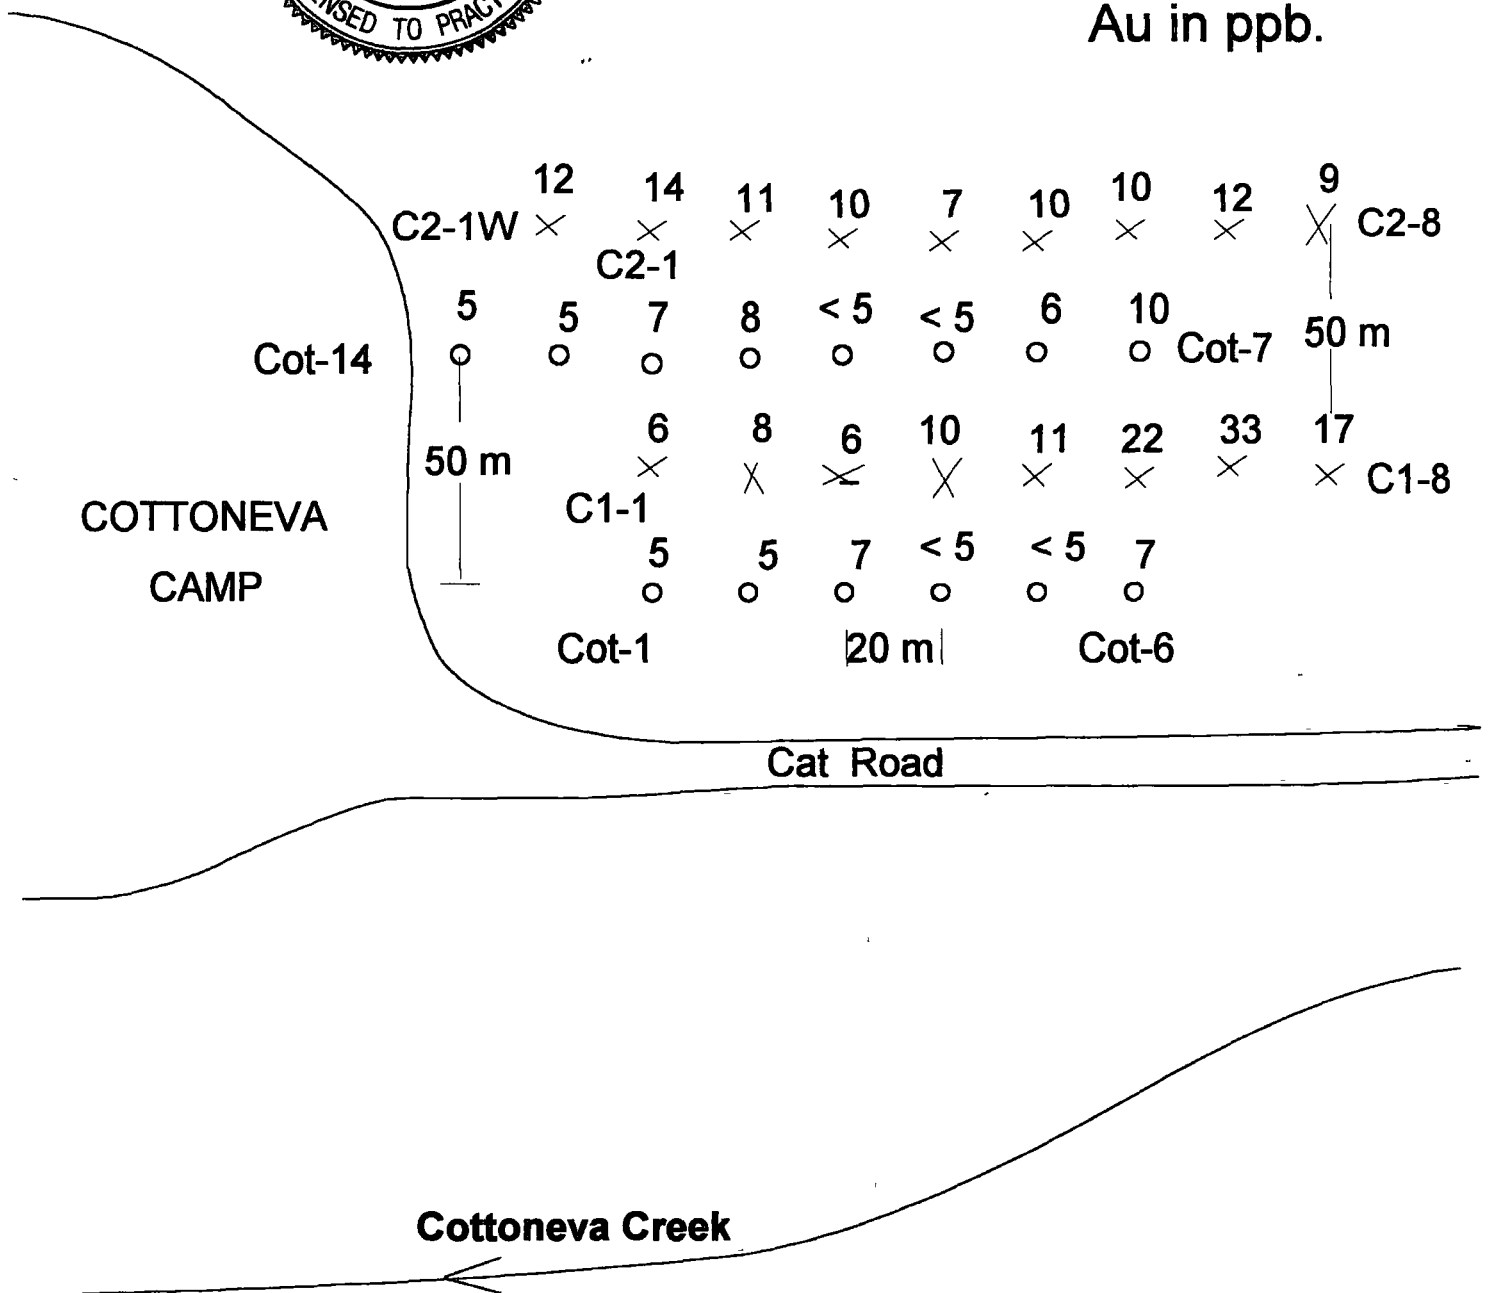 TO PRACT
Au in ppb.
12 14 11 10 7 10 10 12 9
C2-1W C2-8
C2-1
5 5 7 8 < 5 < 5 6 10
Cot-14 Cot-7 50 m
6 8 6 10 11 22 33 17
50 m
C1-1 C1-8
COTTONEVA
CAMP
5 5 7 < 5 < 5 7
Cot-1 20 m Cot-6
Cat Road
Cottoneva Creek